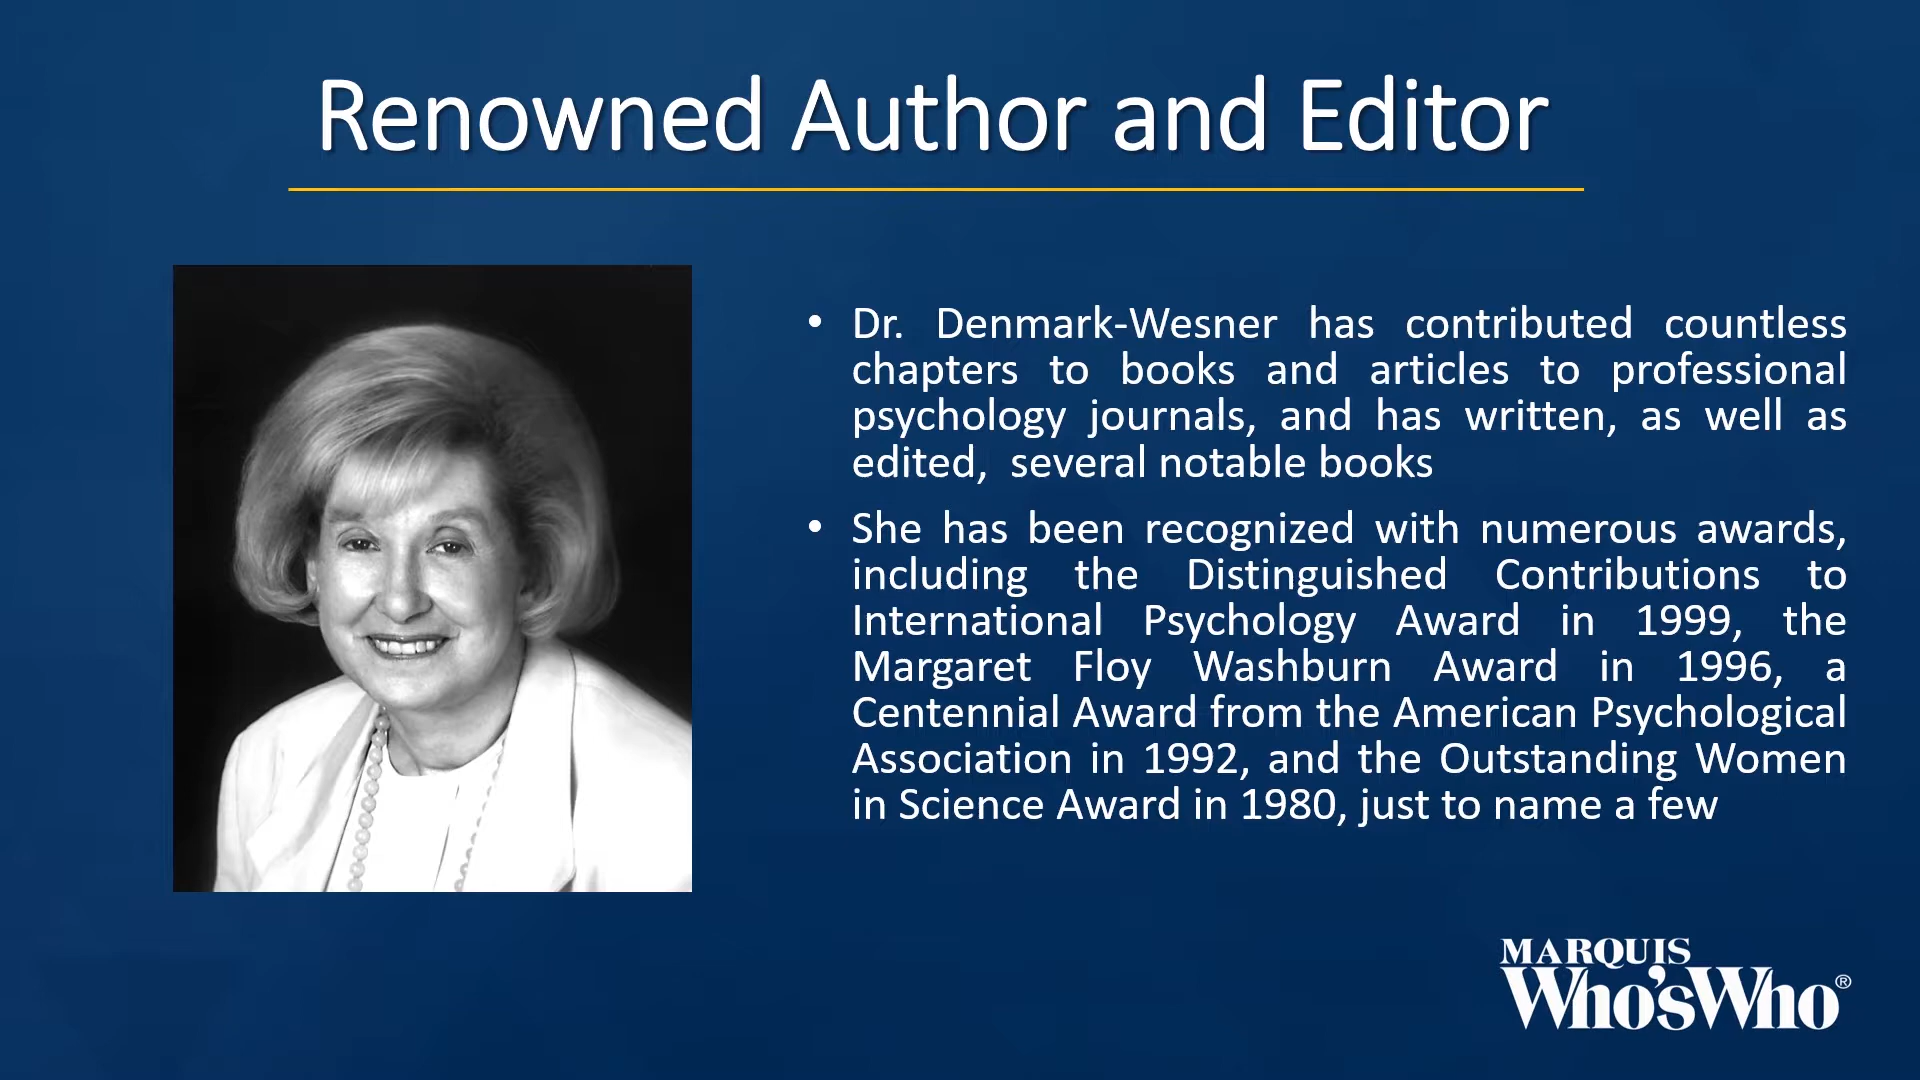 Renowned Author and Editor
• Dr. Denmark-Wesner has contributed countless
chapters to books and articles to professional
psychology journals, and has written, as well as
edited,  several notable books
• She has been recognized with numerous awards,
including the Distinguished Contributions to
International Psychology Award in 1999, the
Margaret Floy Washburn Award in 1996, a
Centennial Award from the American Psychological
Association in 1992, and the Outstanding Women
in Science Award in 1980, just to name a few
MARQUIS
Who'sWho®